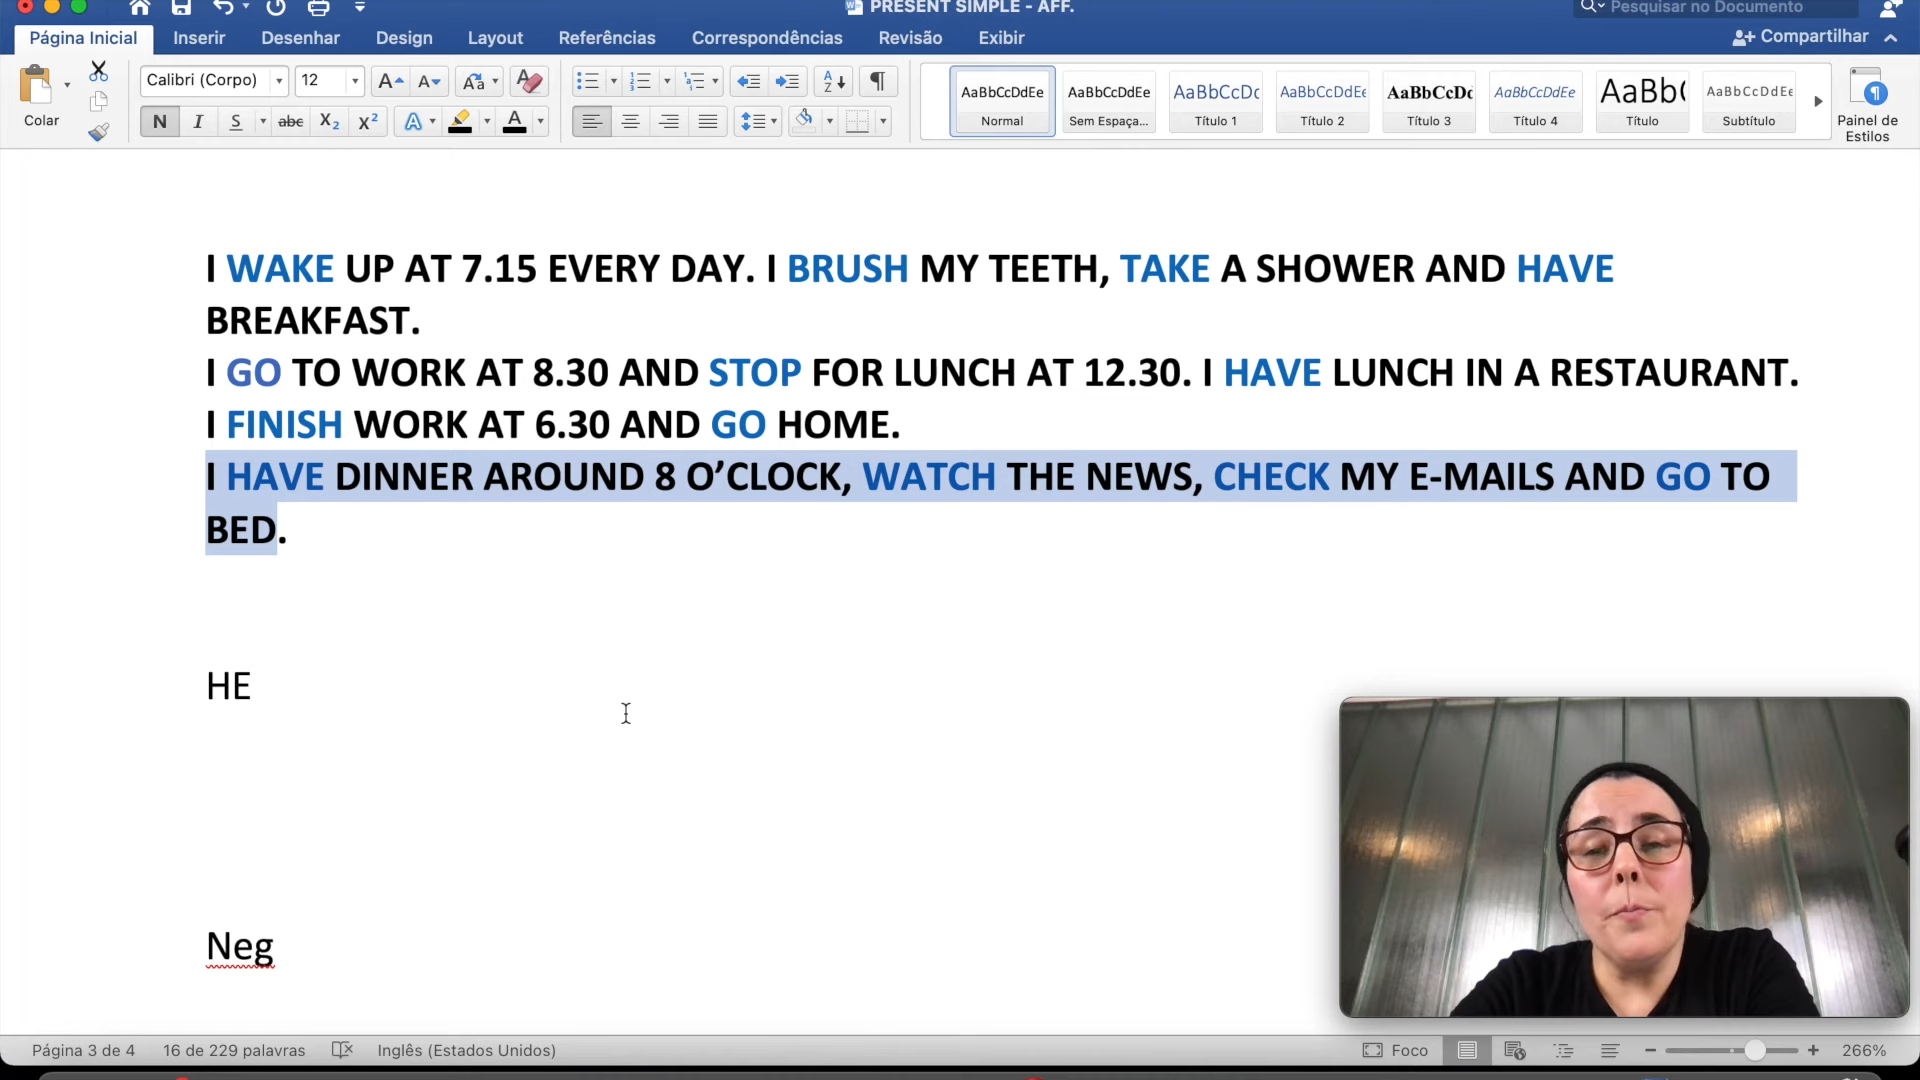 PRESENT SIMPLE - AFF.
Pesquisar no Documento
Página Inicial Inserir Desenhar Design Layout Referências Correspondências Revisão Exibir Compartilhar
Colar
Calibri (Corpo) 12
N I S abc X2 X2 A A
AaBbCcDdEe Normal
AaBbCcDdEe Sem Espaça...
AaBbCcDc Título 1
AaBbCcDdEe Título 2
AaBbCcDc Título 3
AaBbCcDdEe Título 4
AaBb( Título
AaBbCcDdEe Subtítulo
Painel de
Estilos
I WAKE UP AT 7.15 EVERY DAY. I BRUSH MY TEETH, TAKE A SHOWER AND HAVE
BREAKFAST.
I GO TO WORK AT 8.30 AND STOP FOR LUNCH AT 12.30. I HAVE LUNCH IN A RESTAURANT.
I FINISH WORK AT 6.30 AND GO HOME.
I HAVE DINNER AROUND 8 O’CLOCK, WATCH THE NEWS, CHECK MY E-MAILS AND GO TO
BED.
HE
Neg
Página 3 de 4 16 de 229 palavras Inglês (Estados Unidos) Foco 266%